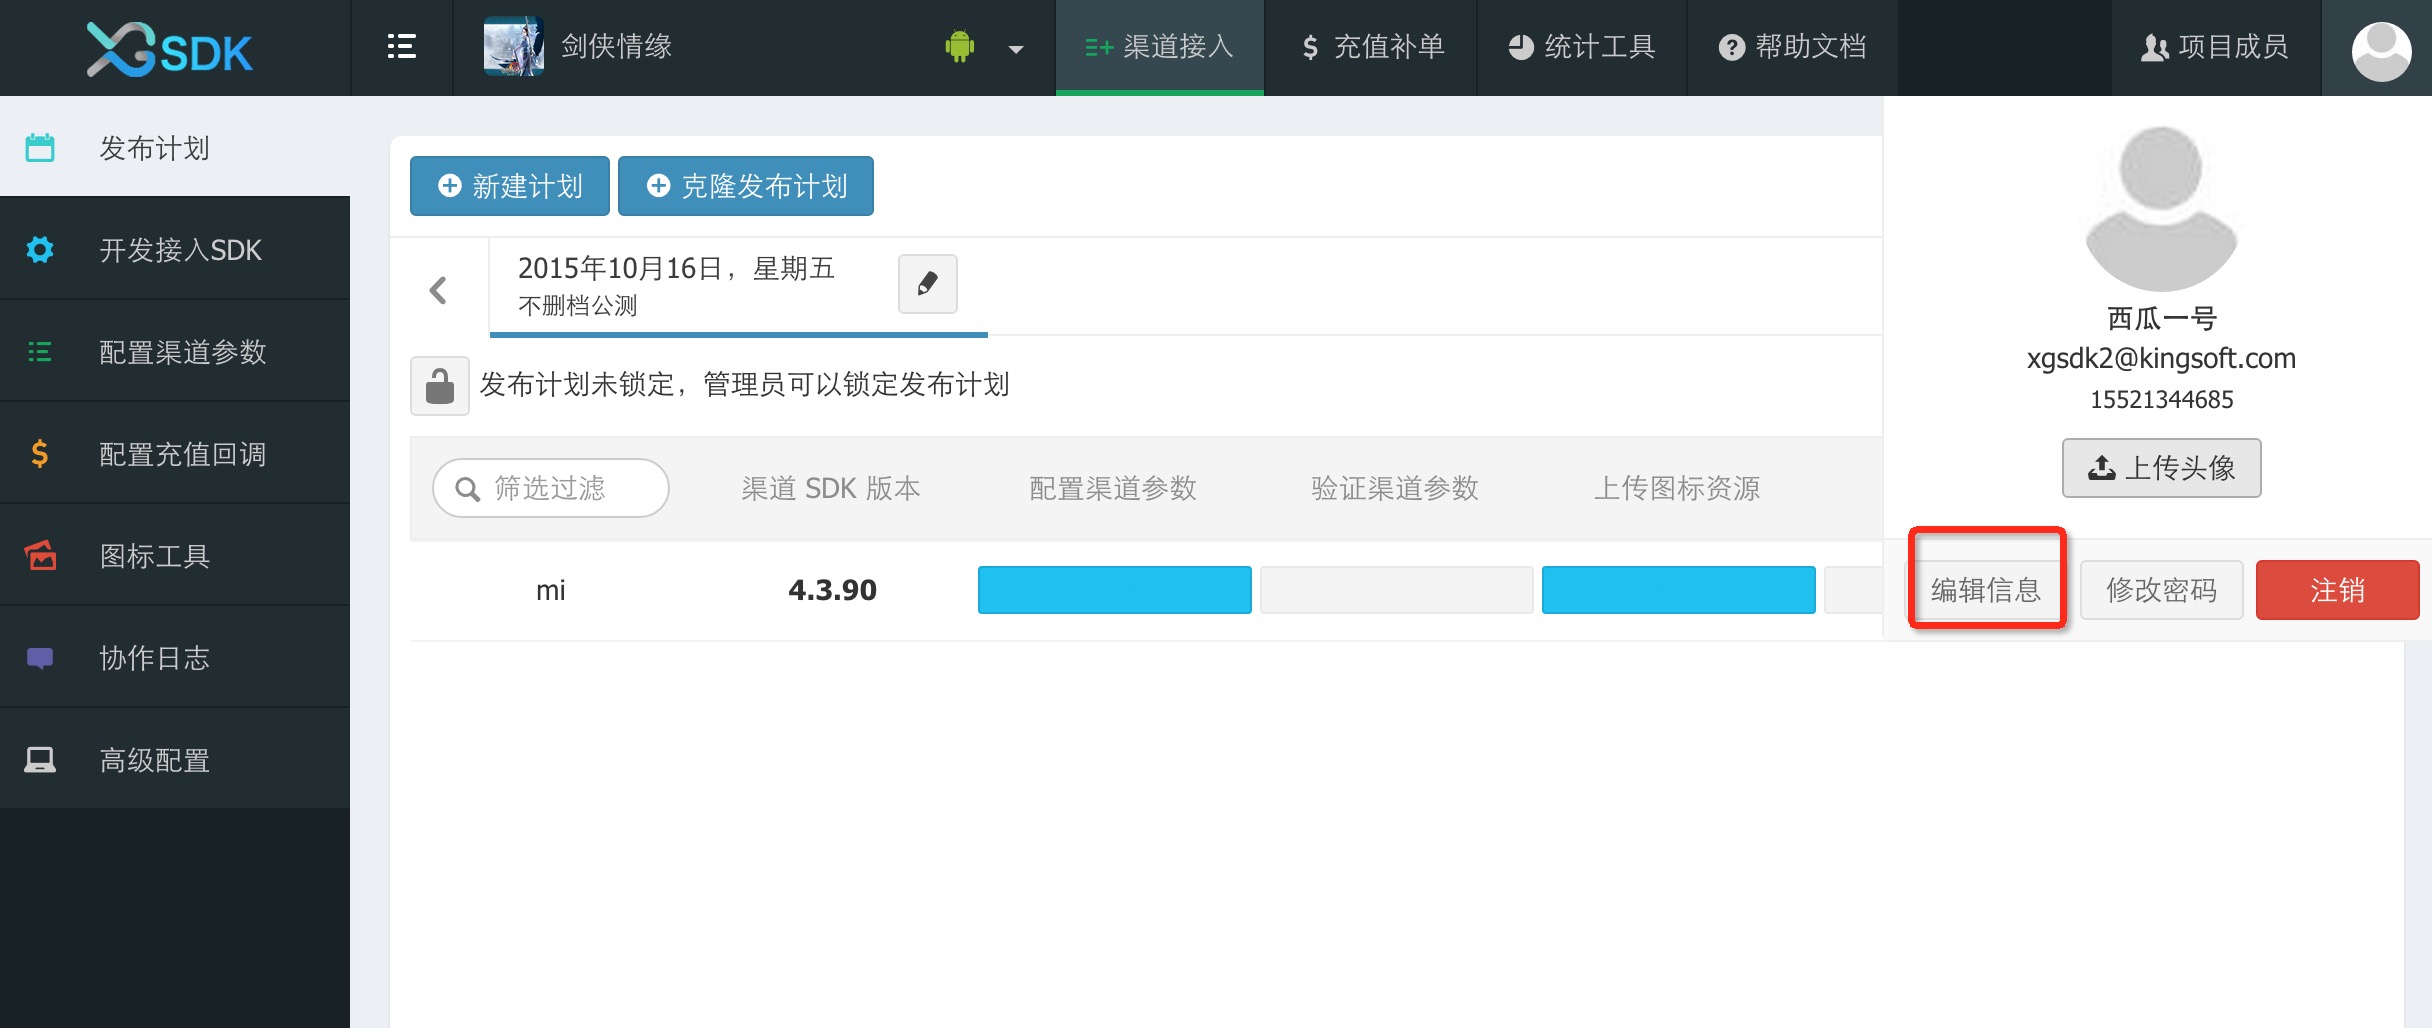 XGSDK
剑侠情缘
渠道接入
充值补单
统计工具
帮助文档
项目成员
发布计划
开发接入SDK
配置渠道参数
配置充值回调
图标工具
协作日志
高级配置
新建计划
克隆发布计划
2015年10月16日，星期五
不删档公测
发布计划未锁定，管理员可以锁定发布计划
筛选过滤
渠道 SDK 版本
配置渠道参数
验证渠道参数
上传图标资源
mi
4.3.90
西瓜一号
xgsdk2@kingsoft.com
15521344685
上传头像
编辑信息
修改密码
注销